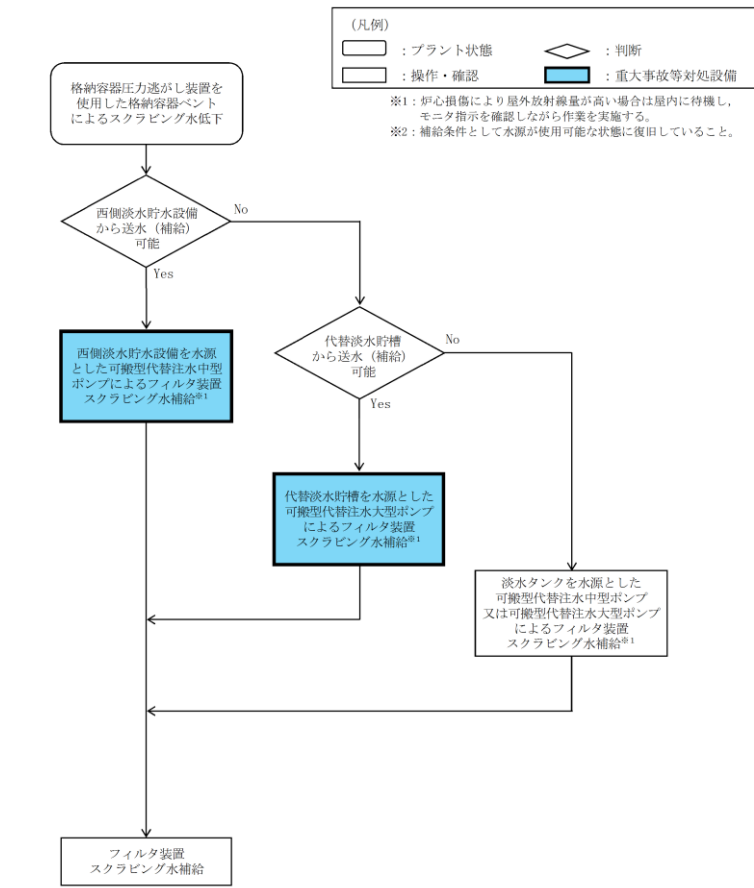 (凡例)
：プラント状態
：判断
：操作・確認
：重大事故等対処設備
※1：炉心損傷により屋外放射線量が高い場合は屋内に待機し，
モニタ指示を確認しながら作業を実施する。
※2：補給条件として水源が使用可能な状態に復旧していること。
格納容器圧力逃がし装置を
使用した格納容器ベント
によるスクラビング水低下
西側淡水貯水設備
から送水（補給）
可能
No
Yes
西側淡水貯水設備を水源
とした可搬型代替注水中型
ポンプによるフィルタ装置
スクラビング水補給※1
代替淡水貯槽
から送水（補給）
可能
No
Yes
代替淡水貯槽を水源とした
可搬型代替注水大型ポンプ
によるフィルタ装置
スクラビング水補給※1
淡水タンクを水源とした
可搬型代替注水中型ポンプ
又は可搬型代替注水大型ポンプ
によるフィルタ装置
スクラビング水補給※1
フィルタ装置
スクラビング水補給